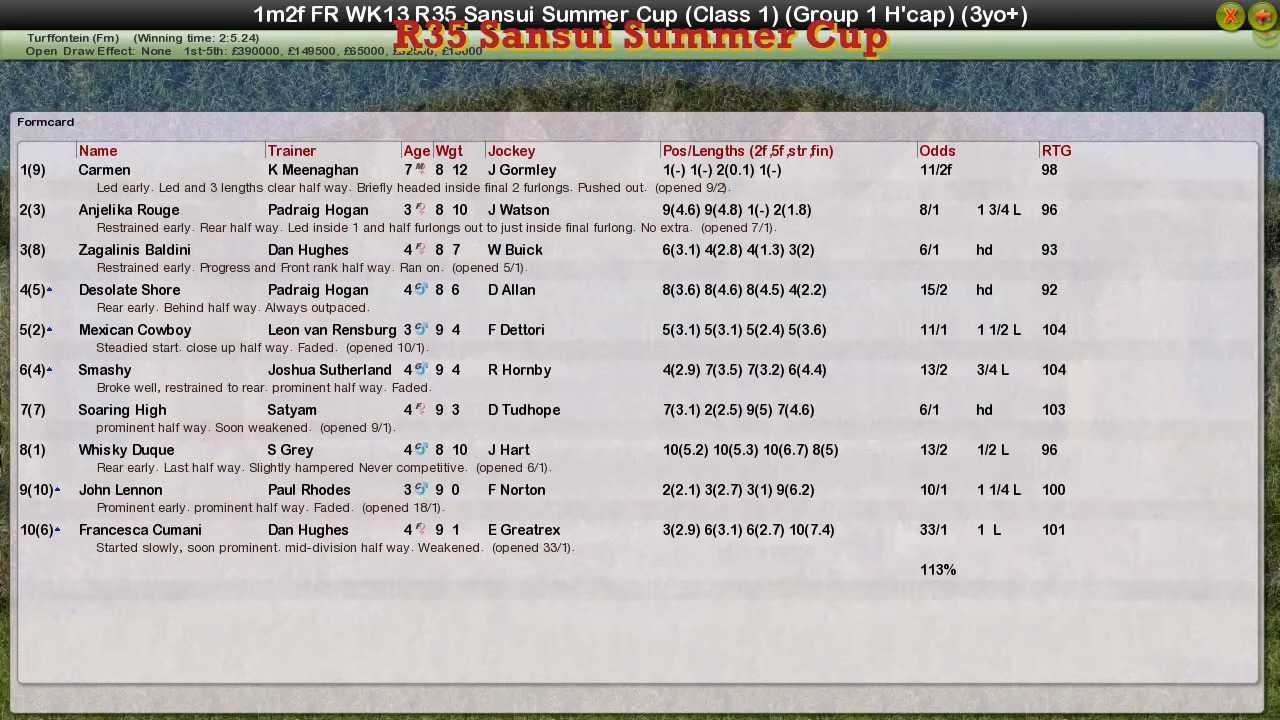 1m2f FR WK13 R35 Sansui Summer Cup (Class 1) (Group 1 H'cap) (3yo+)
R35 Sansui Summer Cup
Turffontein (Fm) (Winning time: 2:5.24)
Open Draw Effect: None 1st-5th: £390000, £149500, £65000, £32500, £13000
Formcard
Name Trainer Age Wgt Jockey Pos/Lengths (2f,5f,str,fin) Odds RTG
1(9) Carmen K Meenaghan 7 8 12 J Gormley 1(-) 1(-) 2(0.1) 1(-) 11/2f 98
Led early. Led and 3 lengths clear half way. Briefly headed inside final 2 furlongs. Pushed out. (opened 9/2).
2(3) Anjelika Rouge Padraig Hogan 3 8 10 J Watson 9(4.6) 9(4.8) 1(-) 2(1.8) 8/1 1 3/4 L 96
Restrained early. Rear half way. Led inside 1 and half furlongs out to just inside final furlong. No extra. (opened 7/1).
3(8) Zagalinis Baldini Dan Hughes 4 8 7 W Buick 6(3.1) 4(2.8) 4(1.3) 3(2) 6/1 hd 93
Restrained early. Progress and Front rank half way. Ran on. (opened 5/1).
4(5) Desolate Shore Padraig Hogan 4 8 6 D Allan 8(3.6) 8(4.6) 8(4.5) 4(2.2) 15/2 hd 92
Rear early. Behind half way. Always outpaced.
5(2) Mexican Cowboy Leon van Rensburg 3 9 4 F Dettori 5(3.1) 5(3.1) 5(2.4) 5(3.6) 11/1 1 1/2 L 104
Steadied start. close up half way. Faded. (opened 10/1).
6(4) Smashy Joshua Sutherland 4 9 4 R Hornby 4(2.9) 7(3.5) 7(3.2) 6(4.4) 13/2 3/4 L 104
Broke well, restrained to rear. prominent half way. Faded.
7(7) Soaring High Satyam 4 9 3 D Tudhope 7(3.1) 2(2.5) 9(5) 7(4.6) 6/1 hd 103
prominent half way. Soon weakened. (opened 9/1).
8(1) Whisky Duque S Grey 4 8 10 J Hart 10(5.2) 10(5.3) 10(6.7) 8(5) 13/2 1/2 L 96
Rear early. Last half way. Slightly hampered Never competitive. (opened 6/1).
9(10) John Lennon Paul Rhodes 3 9 0 F Norton 2(2.1) 3(2.7) 3(1) 9(6.2) 10/1 1 1/4 L 100
Prominent early. prominent half way. Faded. (opened 18/1).
10(6) Francesca Cumani Dan Hughes 4 9 1 E Greatrex 3(2.9) 6(3.1) 6(2.7) 10(7.4) 33/1 1 L 101
Started slowly, soon prominent. mid-division half way. Weakened. (opened 33/1).
113%